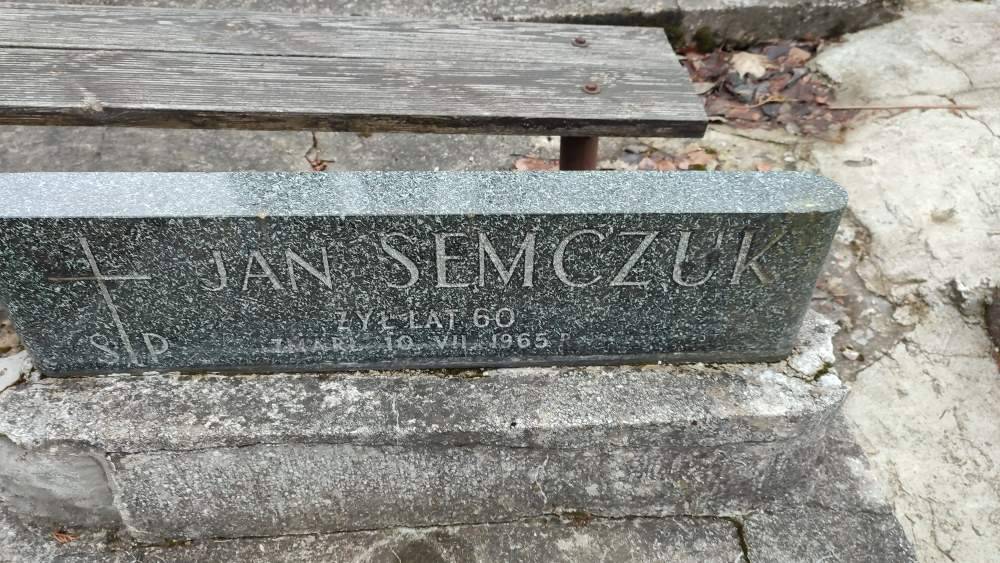 JAN SEMCZUK
ŻYŁ LAT 60
ZMARŁ 10 VII 1965 R
Ś P